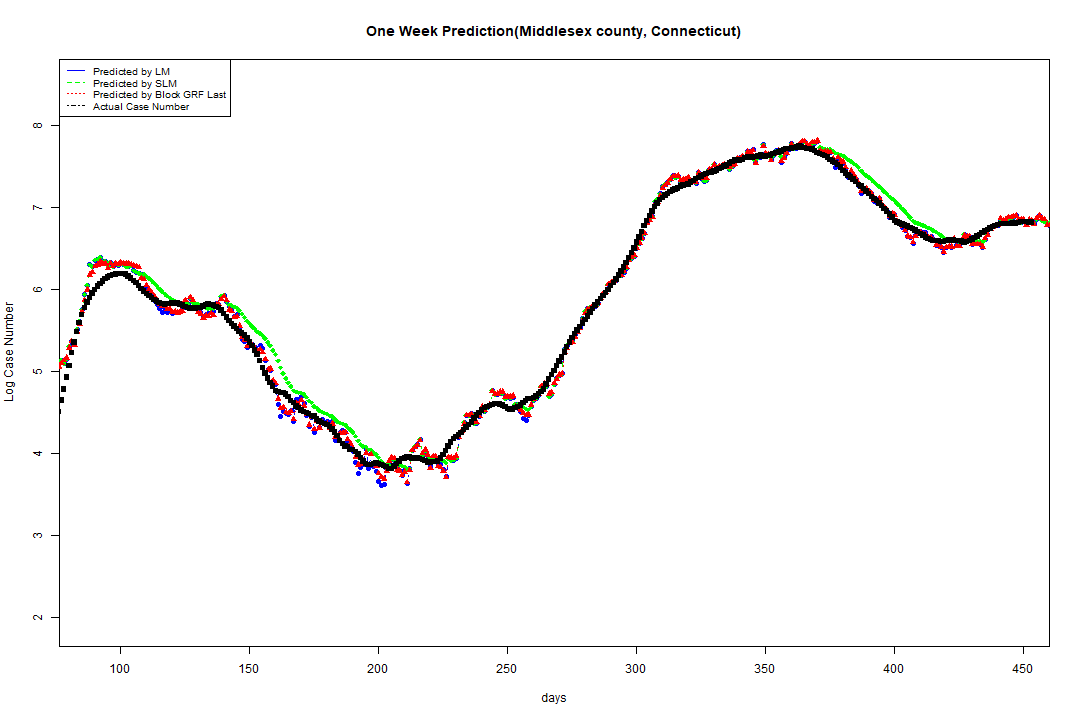 One Week Prediction(Middlesex county, Connecticut)
Predicted by LM
Predicted by SLM
Predicted by Block GRF Last
Actual Case Number
8
7
6
5
4
3
2
Log Case Number
100 150 200 250 300 350 400 450
days